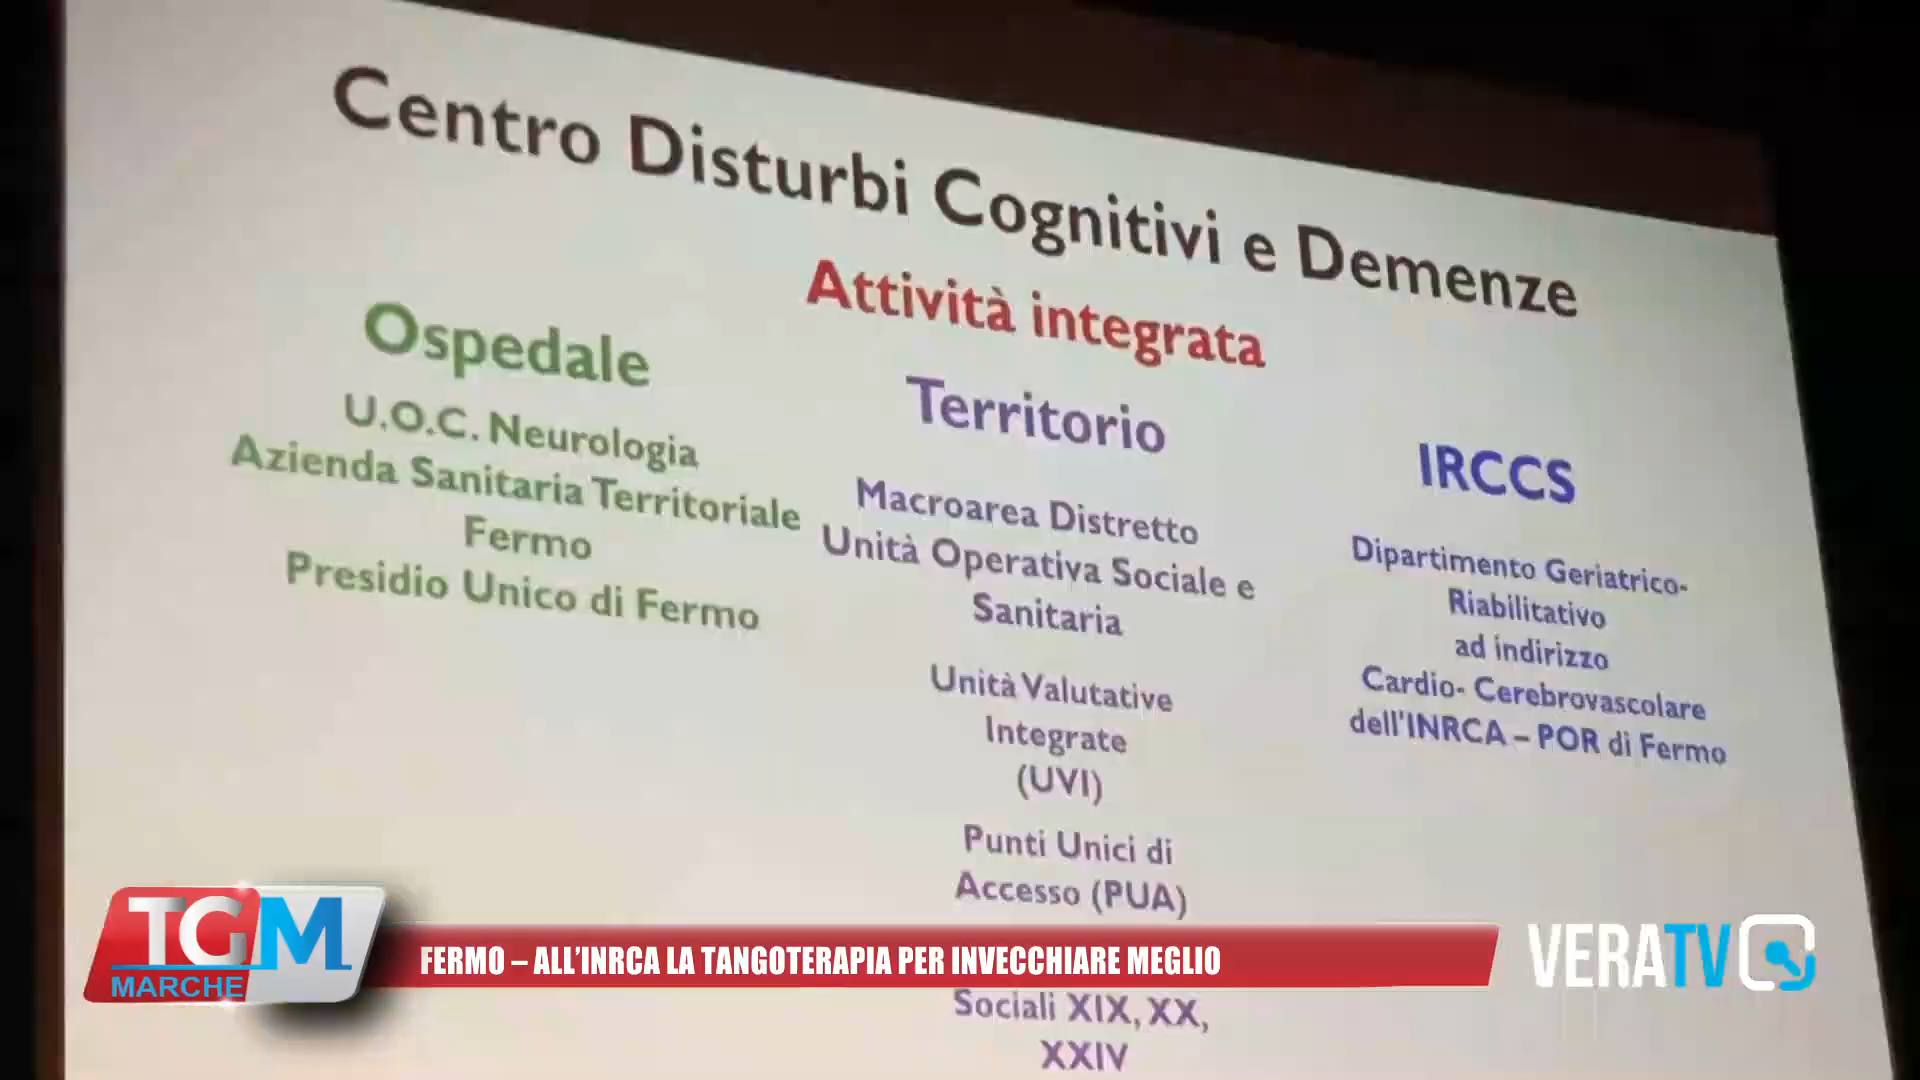 Centro Disturbi Cognitivi e Demenze
Attività integrata
Ospedale
U.O.C. Neurologia
Azienda Sanitaria Territoriale
Fermo
Presidio Unico di Fermo
Territorio
Macroarea Distretto
Unità Operativa Sociale e
Sanitaria
Unità Valutative
Integrate
(UVI)
Punti Unici di
Accesso (PUA)
Sociali XIX, XX,
XXIV
IRCCS
Dipartimento Geriatrico-
Riabilitativo
ad indirizzo
Cardio- Cerebrovascolare
dell'INRCA – POR di Fermo
TGM
MARCHE
FERMO – ALL'INRCA LA TANGOTERAPIA PER INVECCHIARE MEGLIO
VERATV